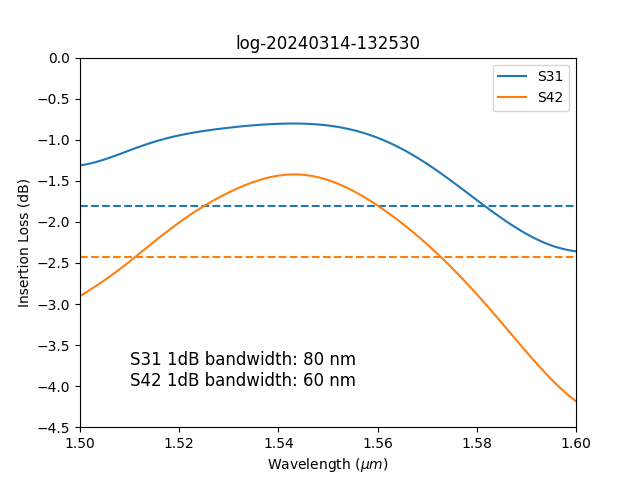 log-20240314-132530
S31
S42
Insertion Loss (dB)
0.0
−0.5
−1.0
−1.5
−2.0
−2.5
−3.0
−3.5
−4.0
−4.5
S31 1dB bandwidth: 80 nm
S42 1dB bandwidth: 60 nm
1.50 1.52 1.54 1.56 1.58 1.60
Wavelength (μm)